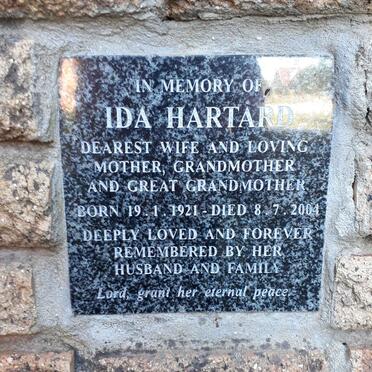 IN MEMORY OF
IDA HARTARD
DEAREST WIFE AND LOVING
MOTHER, GRANDMOTHER
AND GREAT GRANDMOTHER
BORN 19.1.1921 - DIED 8.7.2004
DEEPLY LOVED AND FOREVER
REMEMBERED BY HER
HUSBAND AND FAMILY
Lord, grant her eternal peace.